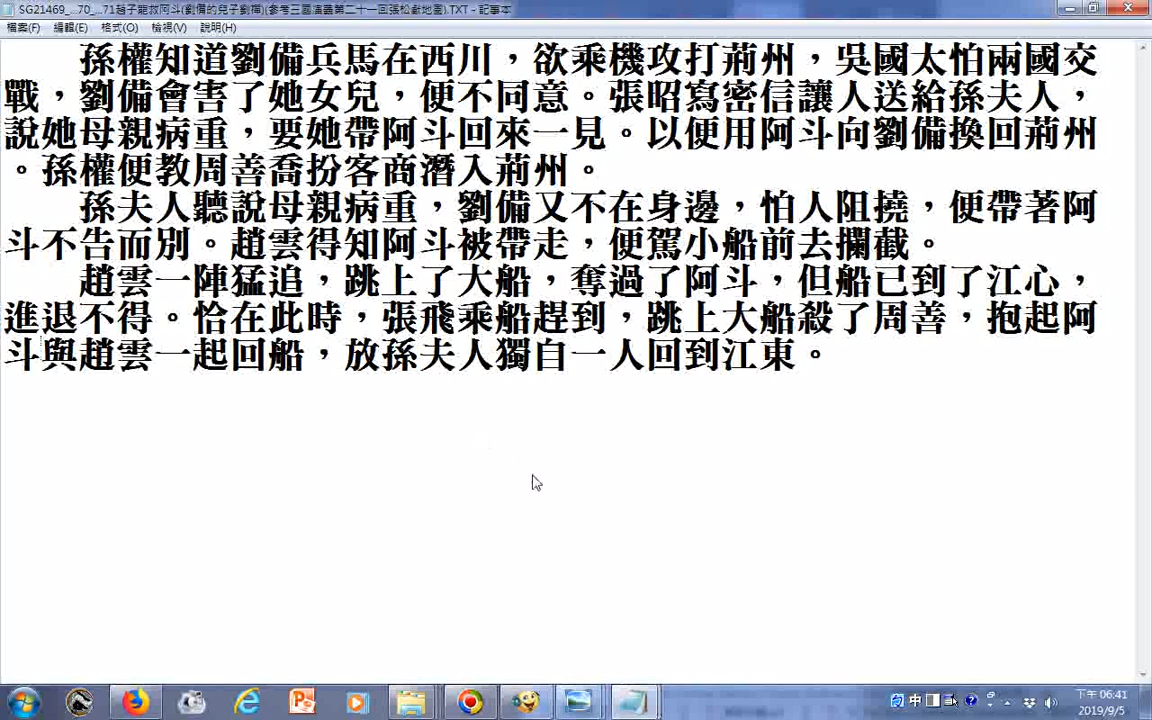 SG21469_...70_...71趙子龍救阿斗(劉備的兒子劉禪)(參考三國演義第二十一回張松獻地圖).TXT - 記事本
檔案(F) 編輯(E) 格式(O) 檢視(V) 說明(H)
孫權知道劉備兵馬在西川，欲乘機攻打荊州，吳國太怕兩國交
戰，劉備會害了她女兒，便不同意。張昭寫密信讓人送給孫夫人，
說她母親病重，要她帶阿斗回來一見。以便用阿斗向劉備換回荊州
。孫權便教周善喬扮客商潛入荊州。
孫夫人聽說母親病重，劉備又不在身邊，怕人阻撓，便帶著阿
斗不告而別。趙雲得知阿斗被帶走，便駕小船前去攔截。
趙雲一陣猛追，跳上了大船，奪過了阿斗，但船已到了江心，
進退不得。恰在此時，張飛乘船趕到，跳上大船殺了周善，抱起阿
斗與趙雲一起回船，放孫夫人獨自一人回到江東。
中
下午 06:41
2019/9/5